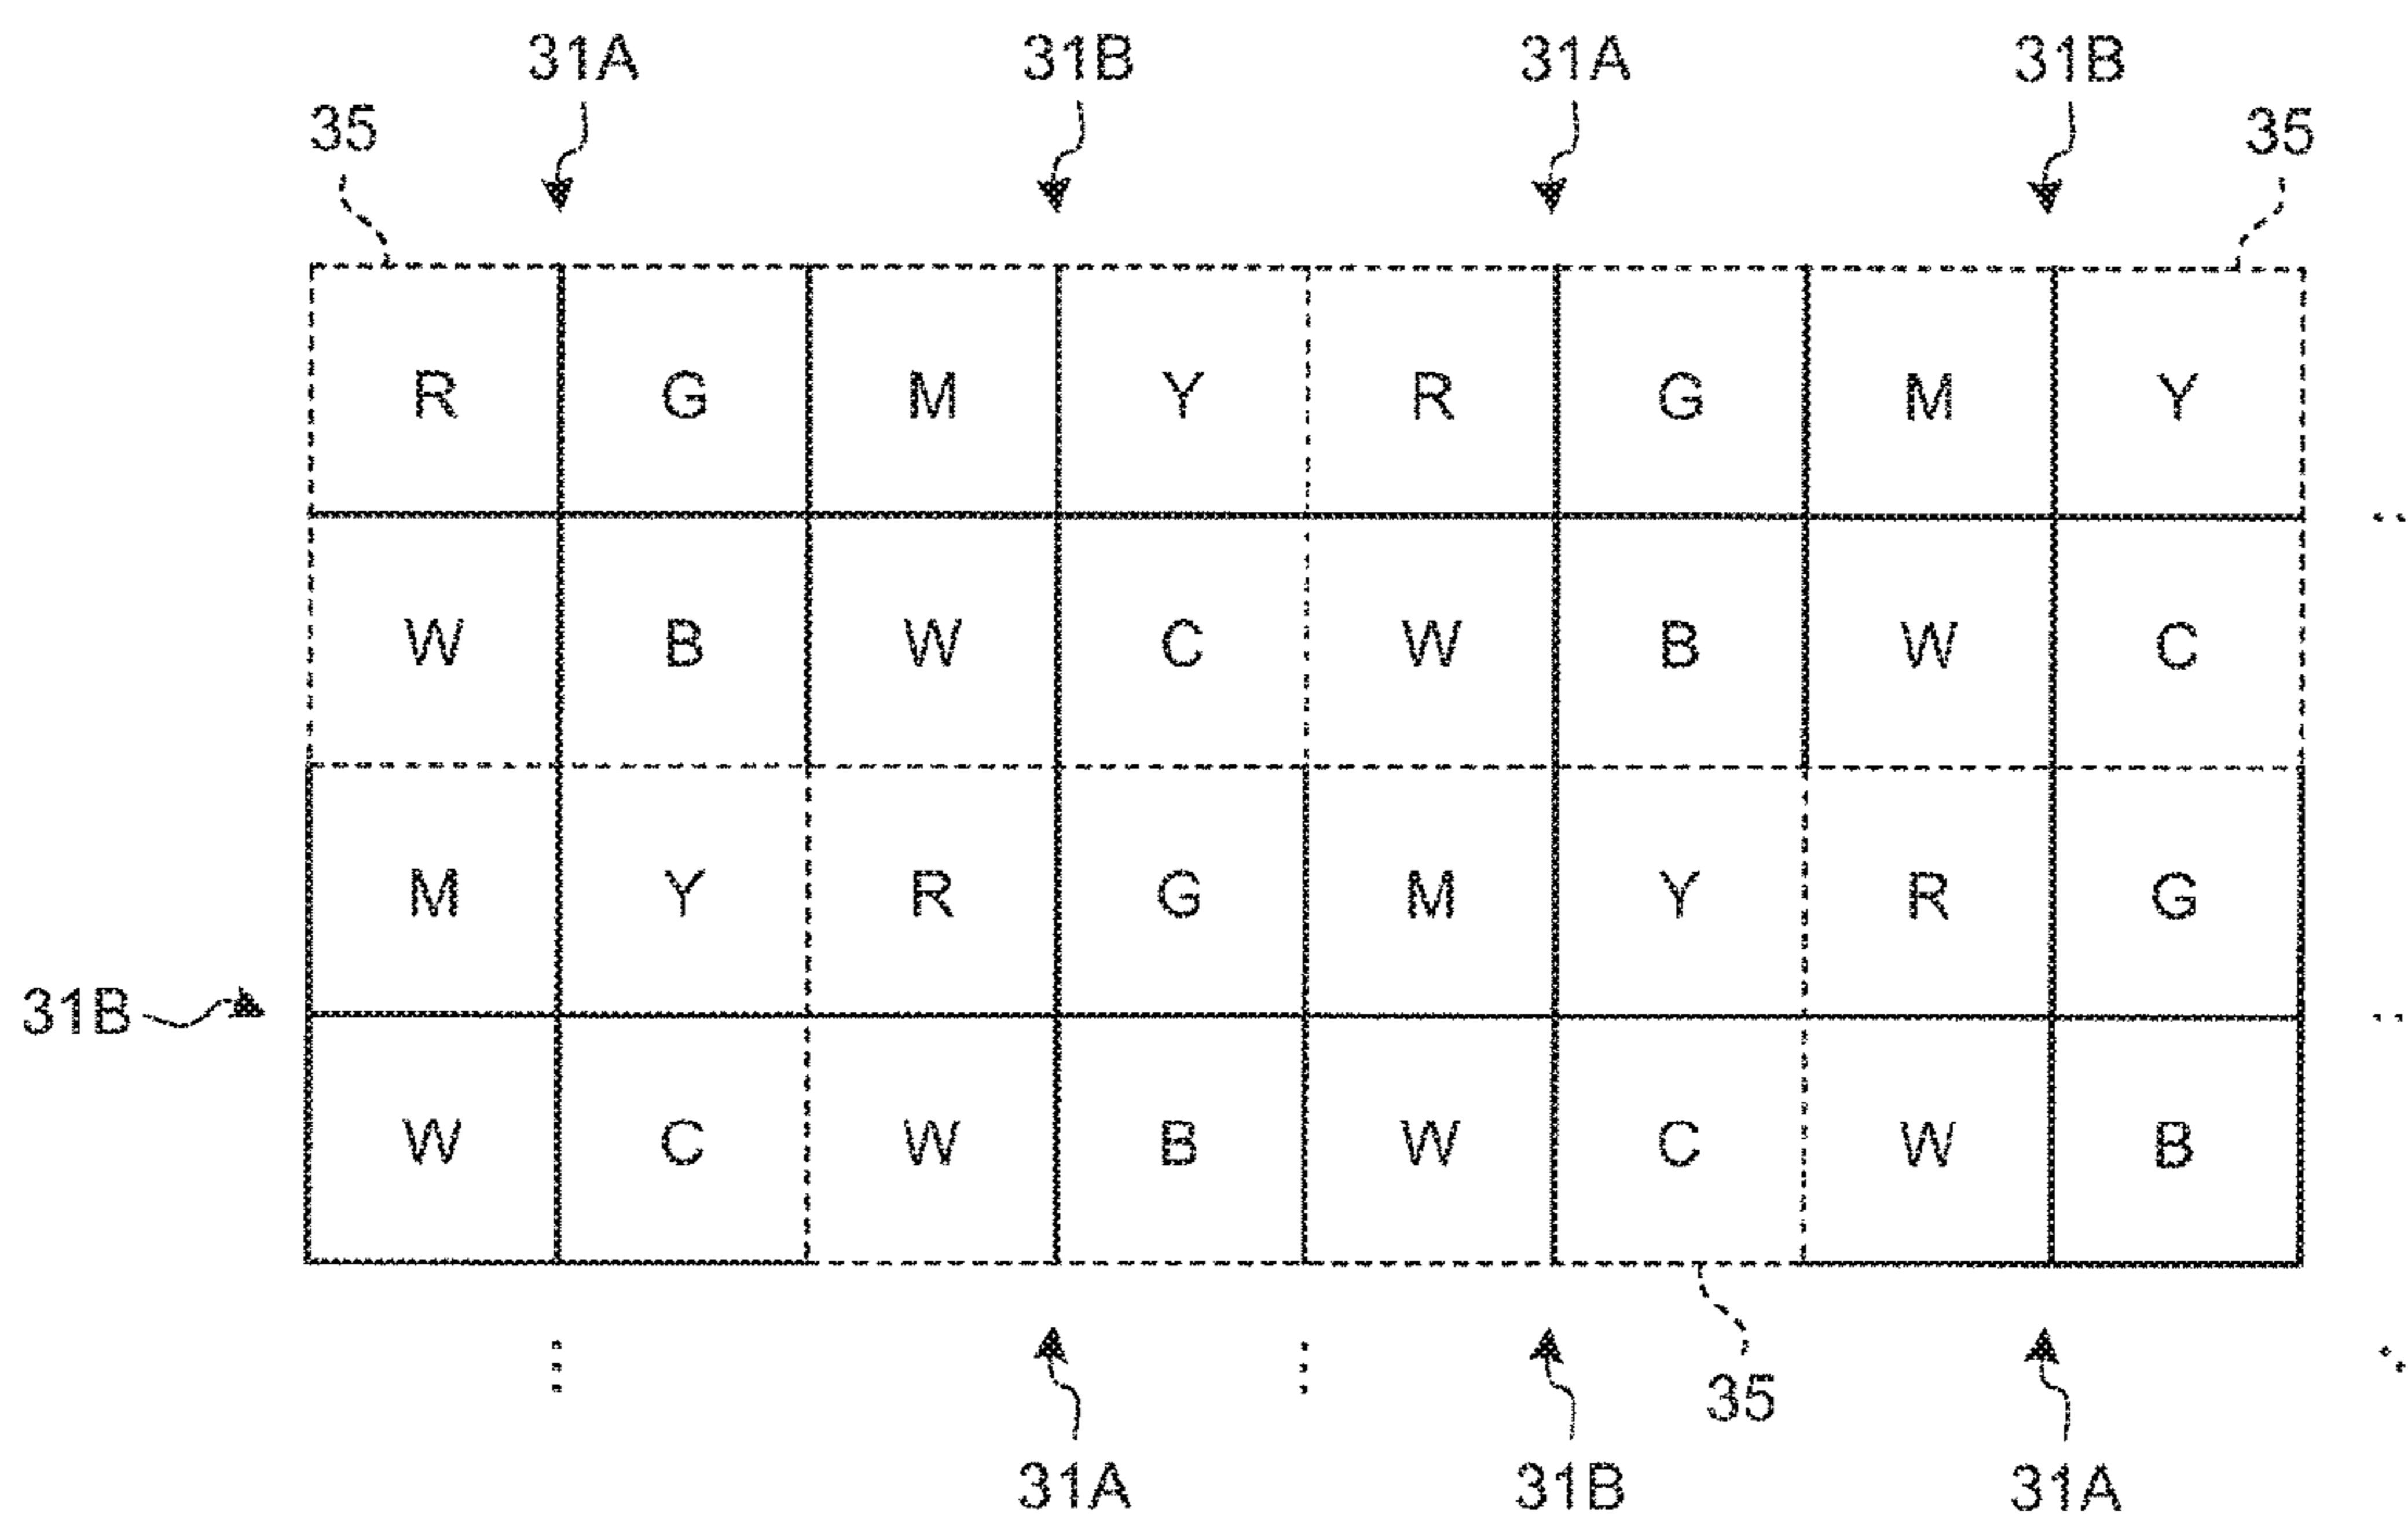 31A 31B 31A 31B
35 35
R G M Y R G M Y
W B W C W B W C
M Y R G M Y R G
31B
W C W B W C W B
35
31A 31B 31A